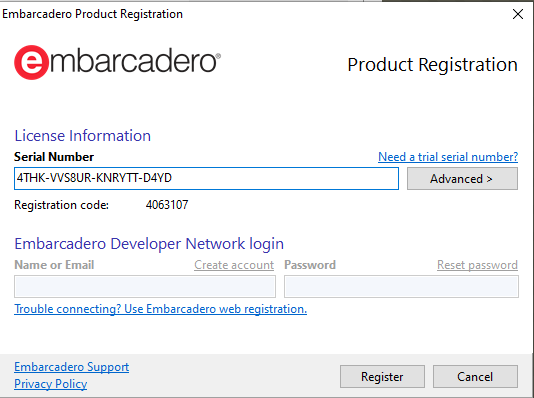 Embarcadero Product Registration
embarcadero®
Product Registration
License Information
Serial Number
Need a trial serial number?
4THK-VVS8UR-KNRYTT-D4YD
Advanced >
Registration code: 4063107
Embarcadero Developer Network login
Name or Email Create account Password Reset password
Trouble connecting? Use Embarcadero web registration.
Embarcadero Support
Privacy Policy
Register Cancel